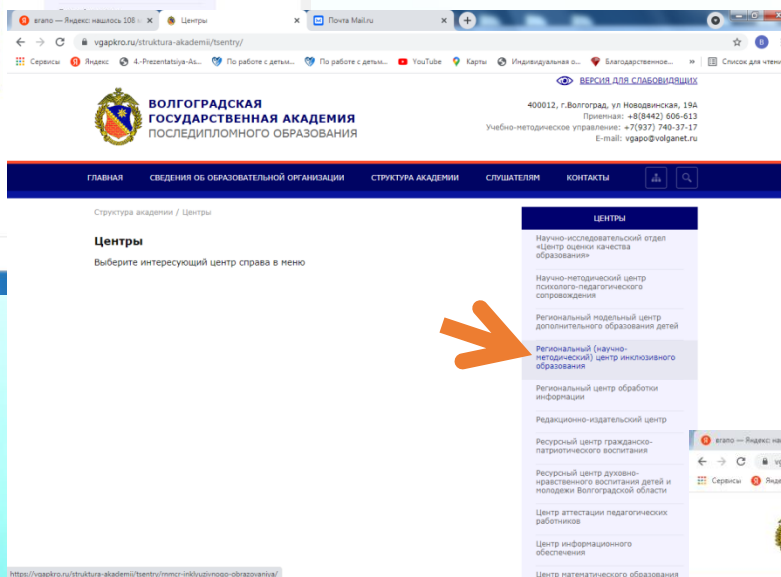 вгапо — Яндекс: нашлось 108
Центры
Почта Mail.ru
vgapkro.ru/struktura-akademii/tsentry/
Сервисы Яндекс 4.-Prezentatsiya-As... По работе с детьм... По работе с детьм... YouTube Карты Индивидуальная о... Благодарственное... » Список для чтени
ВЕРСИЯ ДЛЯ СЛАБОВИДЯЩИХ
ВОЛГОГРАДСКАЯ
ГОСУДАРСТВЕННАЯ АКАДЕМИЯ
ПОСЛЕДИПЛОМНОГО ОБРАЗОВАНИЯ
400012, г.Волгоград, ул Новодвинская, 19А
Приемная: +8(8442) 606-613
Учебно-методическое управление: +7(937) 740-37-17
E-mail: vgapo@volganet.ru
ГЛАВНАЯ СВЕДЕНИЯ ОБ ОБРАЗОВАТЕЛЬНОЙ ОРГАНИЗАЦИИ СТРУКТУРА АКАДЕМИИ СЛУШАТЕЛЯМ КОНТАКТЫ
Структура академии / Центры
Центры
Выберите интересующий центр справа в меню
ЦЕНТРЫ
Научно-исследовательский отдел
«Центр оценки качества
образования»
Научно-методический центр
психолого-педагогического
сопровождения
Региональный модельный центр
дополнительного образования детей
Региональный (научно-
методический) центр инклюзивного
образования
Региональный центр обработки
информации
Редакционно-издательский центр
Ресурсный центр гражданско-
патриотического воспитания
Ресурсный центр духовно-
нравственного воспитания детей и
молодежи Волгоградской области
Центр аттестации педагогических
работников
Центр информационного
обеспечения
Центр математического образования
https://vgapkro.ru/struktura-akademii/tsentry/mmcr-inklyuzivnogo-obrazovaniya/
вгапо — Яндекс: на
Сервисы